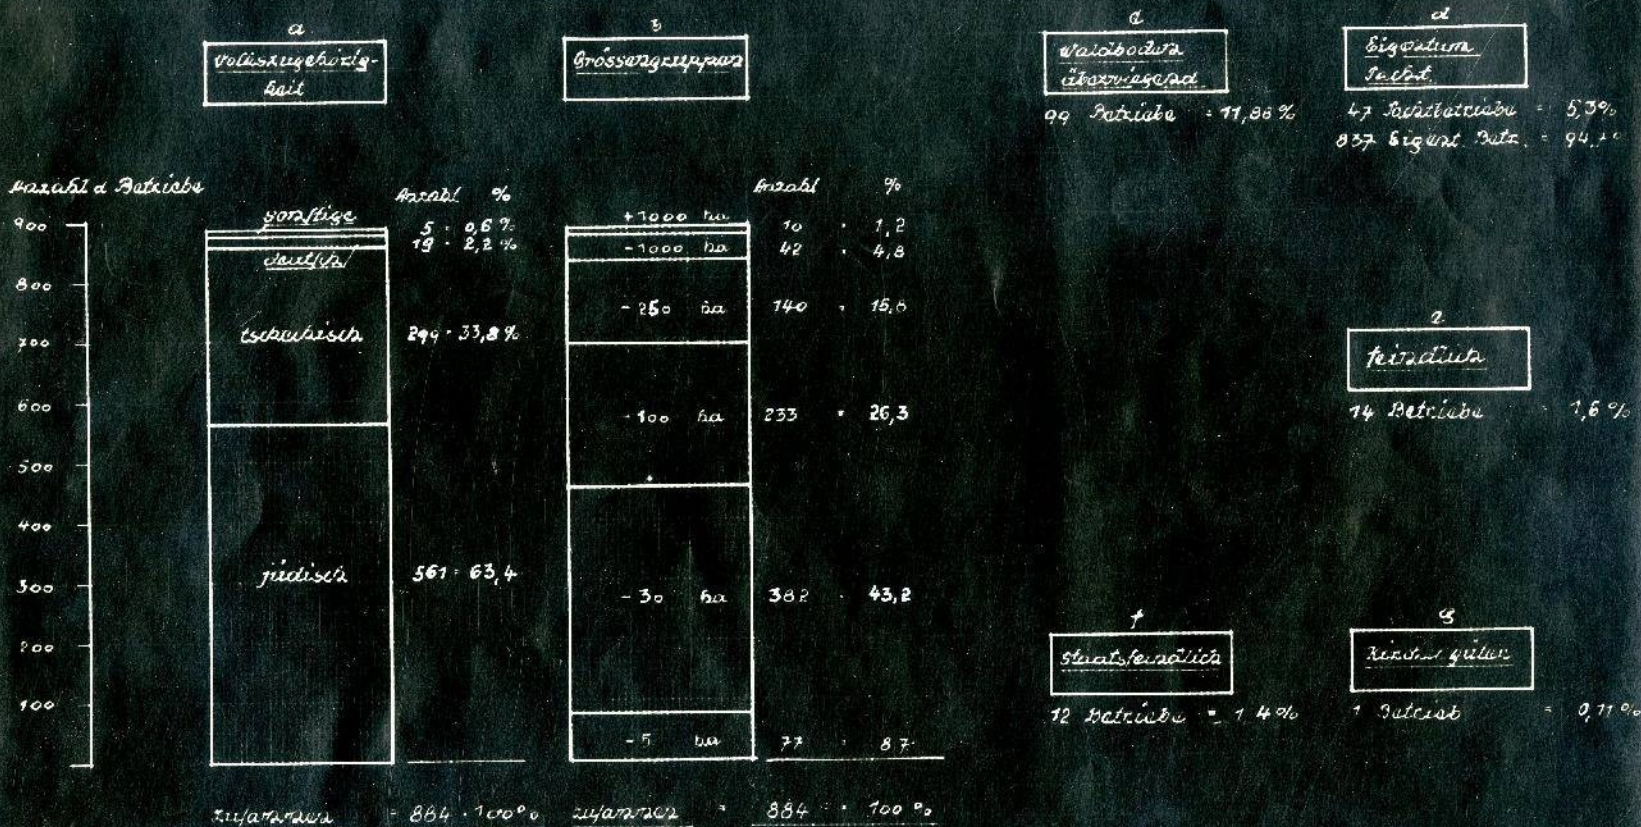 a
Volkszugehörig-
keit
Anzahl d Betriebe
900
800
700
600
500
400
300
200
100
sonstige
deutsch
tschechisch
jüdisch
Anzahl %
5 = 0,6 %
19 = 2,2 %
299 = 33,8 %
561 = 63,4
zusammen = 884 = 100 %
b
Grössengruppen
+1000 ha
-1000 ha
-250 ha
-100 ha
-30 ha
-5 ha
Anzahl %
10 = 1,2
42 = 4,8
140 = 15,8
233 = 26,3
382 = 43,2
77 = 8 7
zusammen = 884 = 100 %
c
Waldboden
überwiegend
99 Betriebe = 11,86 %
d
Eigentum
Pacht
47 Pachtbetriebe = 5,3 %
837 Eigent. Betr. = 94,7
e
feindlich
14 Betriebe = 1,6 %
f
Staatsfeindlich
12 Betriebe = 1 4 %
g
Kirchengüter
1 Betrieb = 0,11 %